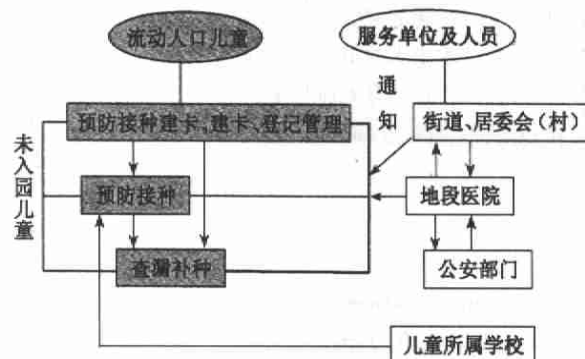 流动人口儿童
服务单位及人员
通知
预防接种建卡,建卡、登记管理
街道、居委会(村)
未入园儿童
预防接种
地段医院
查漏补种
公安部门
儿童所属学校